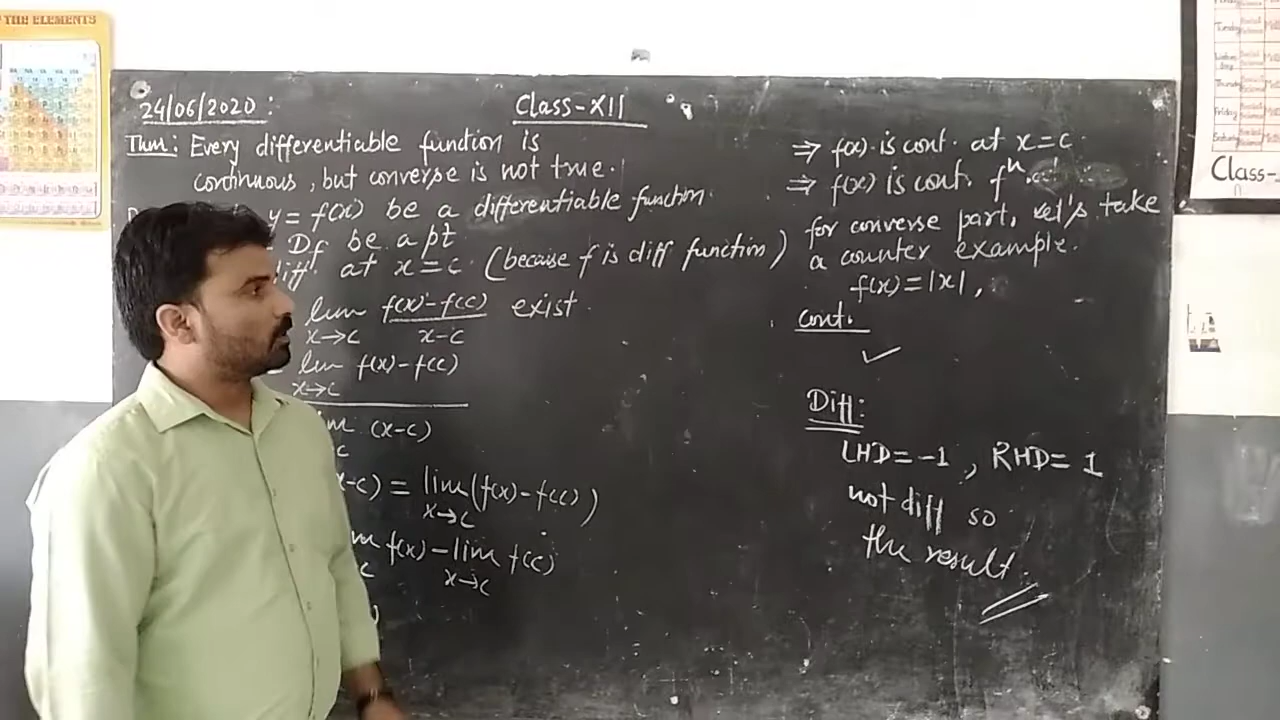 THE ELEMENTS
24/06/2020 :
Class-XII
Thm: Every differentiable function is
continuous, but converse is not true.
y = f(x) be a differentiable function.
Df be a pt.
diff. at x = c. (because f is diff function)
lim f(x) - f(c) exist.
x→c x-c
lim f(x) - f(c)
x→c
(x-c)
c
x-c) = lim (f(x) - f(c))
x→c
f(x) - lim f(c)
c x→c
⇒ f(x) is cont. at x = c
⇒ f(x) is cont. fn.
for converse part, let's take
a counter example.
f(x) = |x|,
Cont.
✓
Diff:
LHD = -1, RHD = 1
not diff so
the result.
Tuesday
Friday
Class-